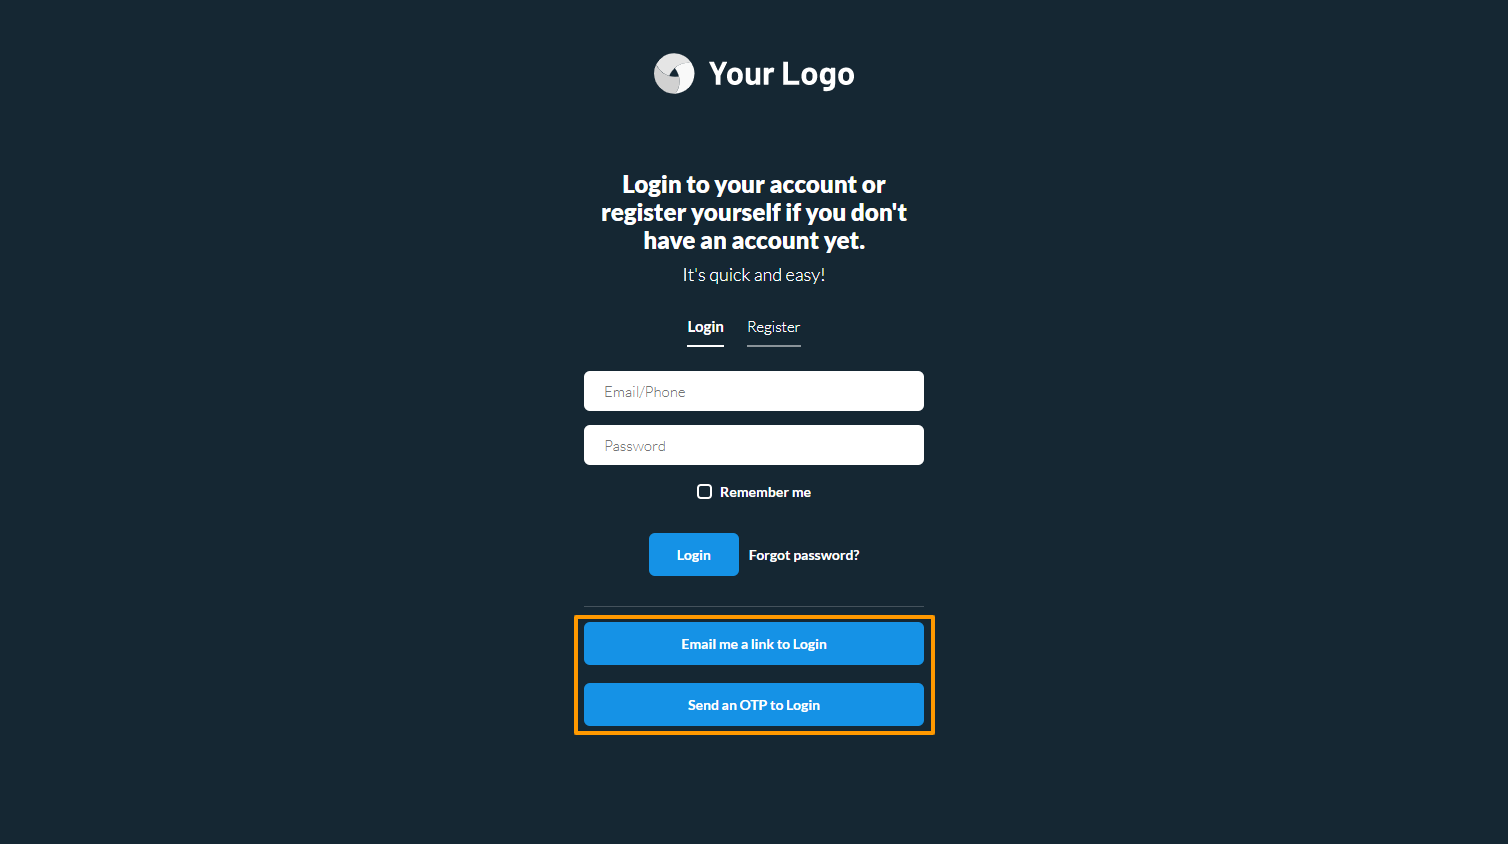 Your Logo
Login to your account or
register yourself if you don't
have an account yet.
It's quick and easy!
Login Register
Email/Phone
Password
Remember me
Login Forgot password?
Email me a link to Login
Send an OTP to Login